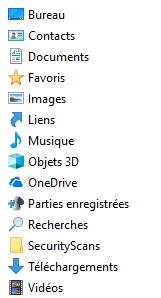 Bureau
Contacts
Documents
Favoris
Images
Liens
Musique
Objets 3D
OneDrive
Parties enregistrées
Recherches
SecurityScans
Téléchargements
Vidéos